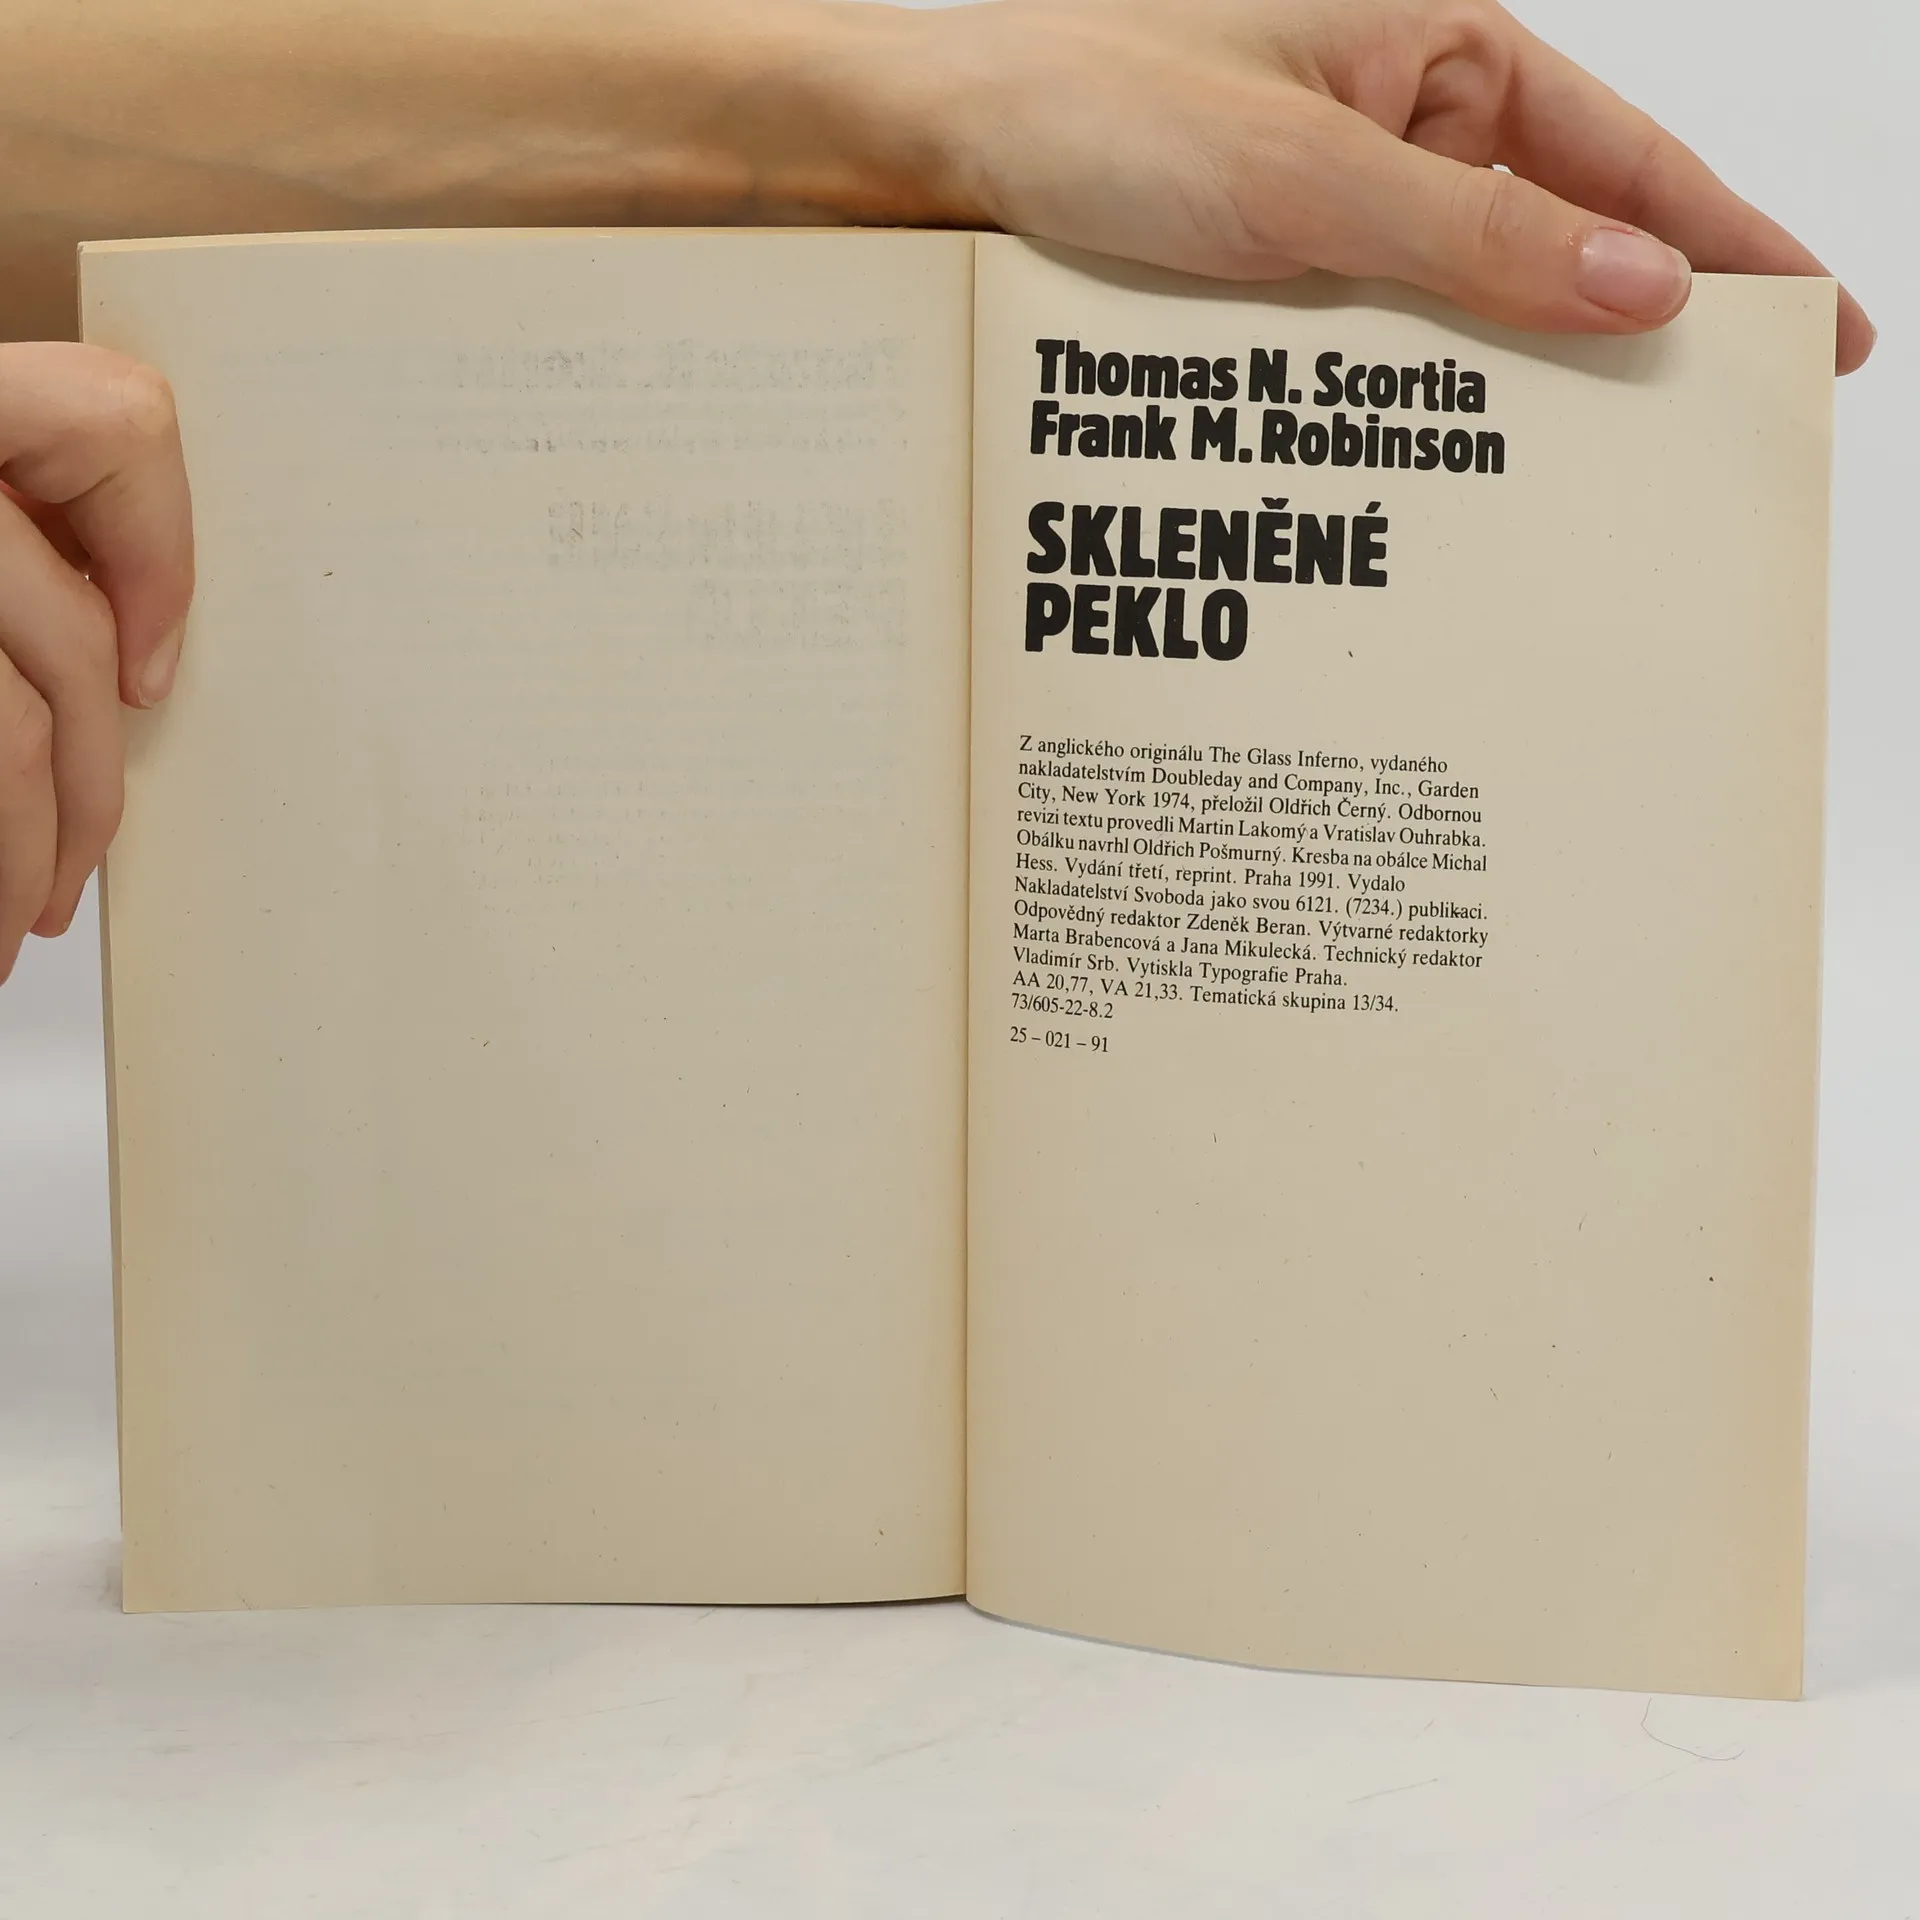 Thomas N. Scortia
Frank M. Robinson
SKLENĚNÉ
PEKLO
Z anglického originálu The Glass Inferno, vydaného
nakladatelstvím Doubleday and Company, Inc., Garden
City, New York 1974, přeložil Oldřich Černý. Odbornou
revizi textu provedli Martin Lakomý a Vratislav Ouhrabka.
Obálku navrhl Oldřich Pošmurný. Kresba na obálce Michal
Hess. Vydání třetí, reprint. Praha 1991. Vydalo
Nakladatelství Svoboda jako svou 6121. (7234.) publikaci.
Odpovědný redaktor Zdeněk Beran. Výtvarné redaktorky
Marta Brabencová a Jana Mikulecká. Technický redaktor
Vladimír Srb. Vytiskla Typografie Praha.
AA 20,77, VA 21,33. Tematická skupina 13/34.
73/605-22-8.2
25 – 021 – 91